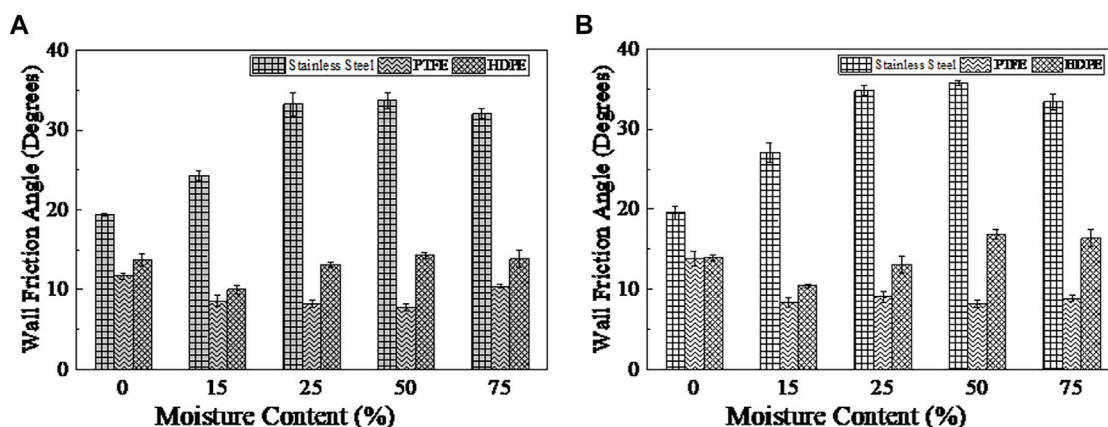 A
Wall Friction Angle (Degrees)
40
30
20
10
0
Stainless Steel PTFE HDPE
0 15 25 50 75
Moisture Content (%)
B
Wall Friction Angle (Degrees)
40
30
20
10
0
Stainless Steel PTFE HDPE
0 15 25 50 75
Moisture Content (%)